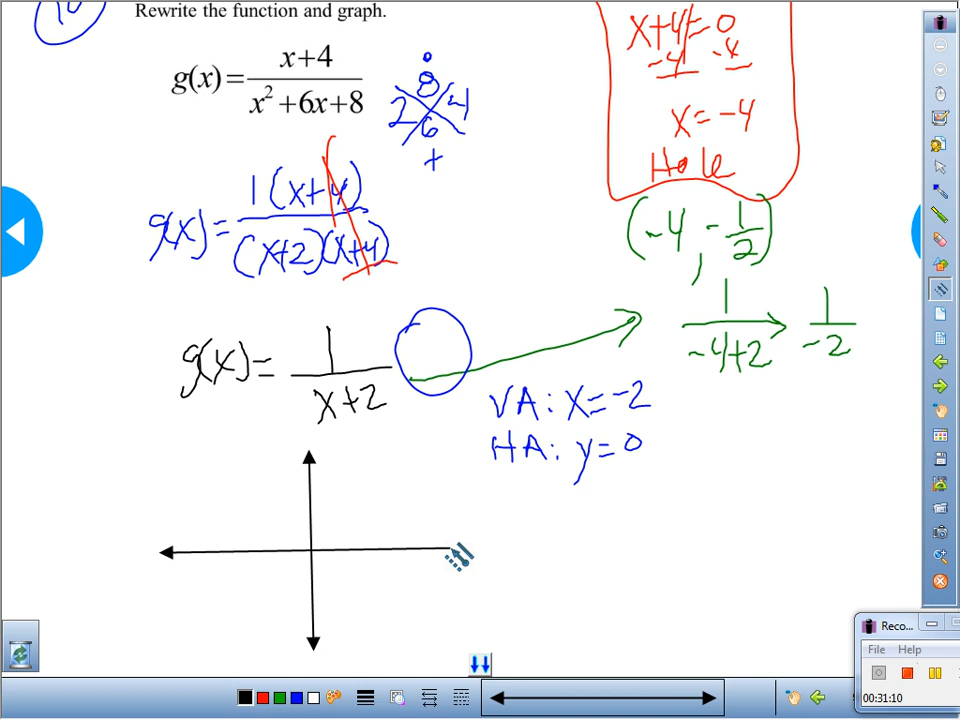 Rewrite the function and graph.
g(x) = x+4 / x² + 6x + 8
8
2 4
6
+
g(x) = 1(x+4) / (x+2)(x+4)
g(x) = 1 / x+2
x+4=0
-4 -4
x = -4
Hole
(-4, -1/2)
1 / -4+2 → 1 / -2
VA: x = -2
HA: y = 0
Reco...
File Help
00:31:10